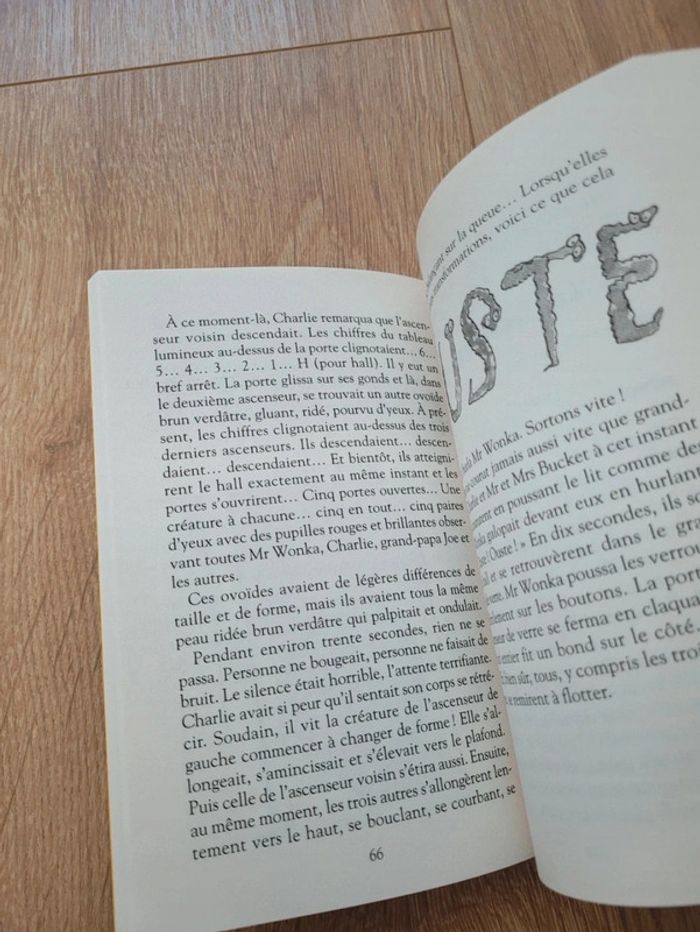 À ce moment-là, Charlie remarqua que l'ascen-
seur voisin descendait. Les chiffres du tableau
lumineux au-dessus de la porte clignotaient... 6...
5... 4... 3... 2... 1... H (pour hall). Il y eut un
bref arrêt. La porte glissa sur ses gonds et là, dans
le deuxième ascenseur, se trouvait un autre ovoïde
brun verdâtre, gluant, ridé, pourvu d'yeux. À pré-
sent, les chiffres clignotaient au-dessus des trois
derniers ascenseurs. Ils descendaient... descen-
daient... descendaient... Et bientôt, ils atteigni-
rent le hall exactement au même instant et les
portes s'ouvrirent... Cinq portes ouvertes... Une
créature à chacune... cinq en tout... cinq paires
d'yeux avec des pupilles rouges et brillantes obser-
vant toutes Mr Wonka, Charlie, grand-papa Joe et
les autres.
Ces ovoïdes avaient de légères différences de
taille et de forme, mais ils avaient tous la même
peau ridée brun verdâtre qui palpitait et ondulait.
Pendant environ trente secondes, rien ne se
passa. Personne ne bougeait, personne ne faisait de
bruit. Le silence était horrible, l'attente terrifiante.
Charlie avait si peur qu'il sentait son corps se rétré-
cir. Soudain, il vit la créature de l'ascenseur de
gauche commencer à changer de forme ! Elle s'al-
longeait, s'amincissait et s'élevait vers le plafond.
Puis celle de l'ascenseur voisin s'étira aussi. Ensuite,
au même moment, les trois autres s'allongèrent len-
tement vers le haut, se bouclant, se courbant, se
66
sur la queue... Lorsqu'elles
transformations, voici ce que cela
USTE
Mr Wonka. Sortons vite !
courut jamais aussi vite que grand-
et Mr et Mrs Bucket à cet instant
en poussant le lit comme des
galopait devant eux en hurlant
! Ouste ! » En dix secondes, ils s
et se retrouvèrent dans le gra
Mr Wonka poussa les verro
sur les boutons. La port
de verre se ferma en claqua
entier fit un bond sur le côté.
bien sûr, tous, y compris les troi
se remirent à flotter.